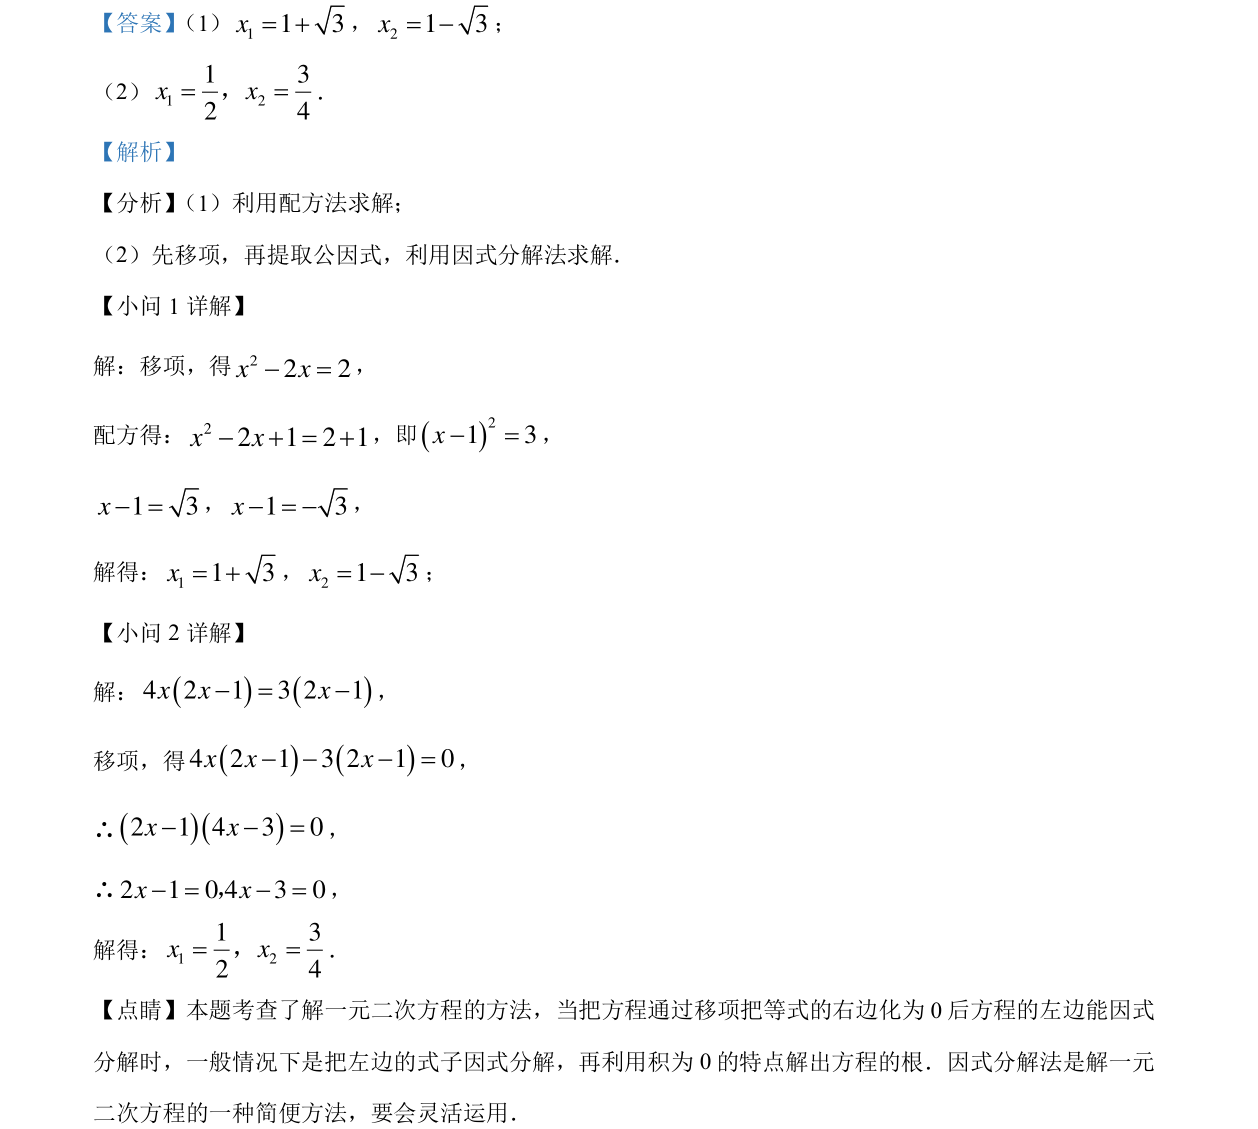 【答案】（1）x₁ =1+√3，x₂ =1−√3；
（2）x₁ = 1/2，x₂ = 3/4．
【解析】
【分析】（1）利用配方法求解；
（2）先移项，再提取公因式，利用因式分解法求解．
【小问 1 详解】
解：移项，得 x² − 2x = 2，
配方得：x² − 2x+1= 2+1，即(x−1)² = 3，
x−1= √3，x−1= −√3，
解得：x₁ =1+√3，x₂ =1−√3；
【小问 2 详解】
解：4x(2x−1) = 3(2x−1)，
移项，得 4x(2x−1)−3(2x−1) = 0，
∴(2x−1)(4x−3) = 0，
∴2x−1= 0,4x−3 = 0，
解得：x₁ = 1/2，x₂ = 3/4．
【点睛】本题考查了解一元二次方程的方法，当把方程通过移项把等式的右边化为 0 后方程的左边能因式
分解时，一般情况下是把左边的式子因式分解，再利用积为 0 的特点解出方程的根．因式分解法是解一元
二次方程的一种简便方法，要会灵活运用．